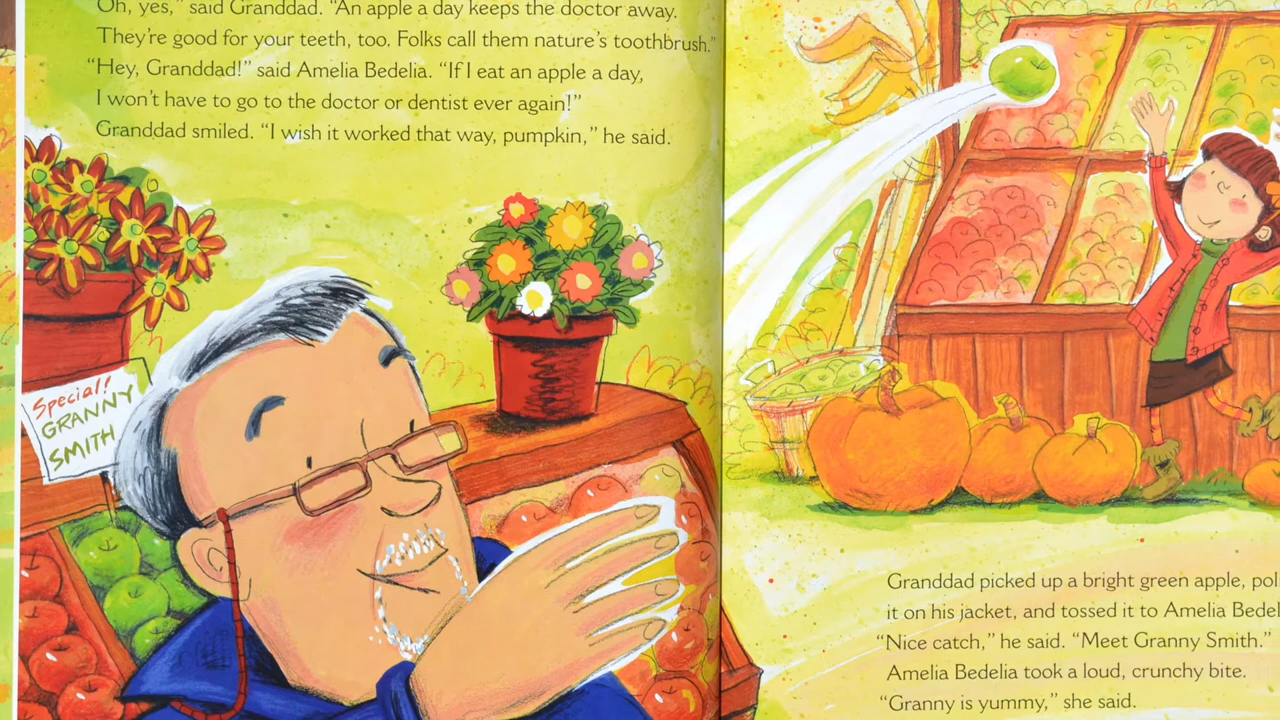 Oh, yes," said Granddad. "An apple a day keeps the doctor away.
They're good for your teeth, too. Folks call them nature's toothbrush."
"Hey, Granddad!" said Amelia Bedelia. "If I eat an apple a day,
I won't have to go to the doctor or dentist ever again!"
Granddad smiled. "I wish it worked that way, pumpkin," he said.
Special!
GRANNY
SMITH
Granddad picked up a bright green apple, pol
it on his jacket, and tossed it to Amelia Bedel
"Nice catch," he said. "Meet Granny Smith."
Amelia Bedelia took a loud, crunchy bite.
"Granny is yummy," she said.